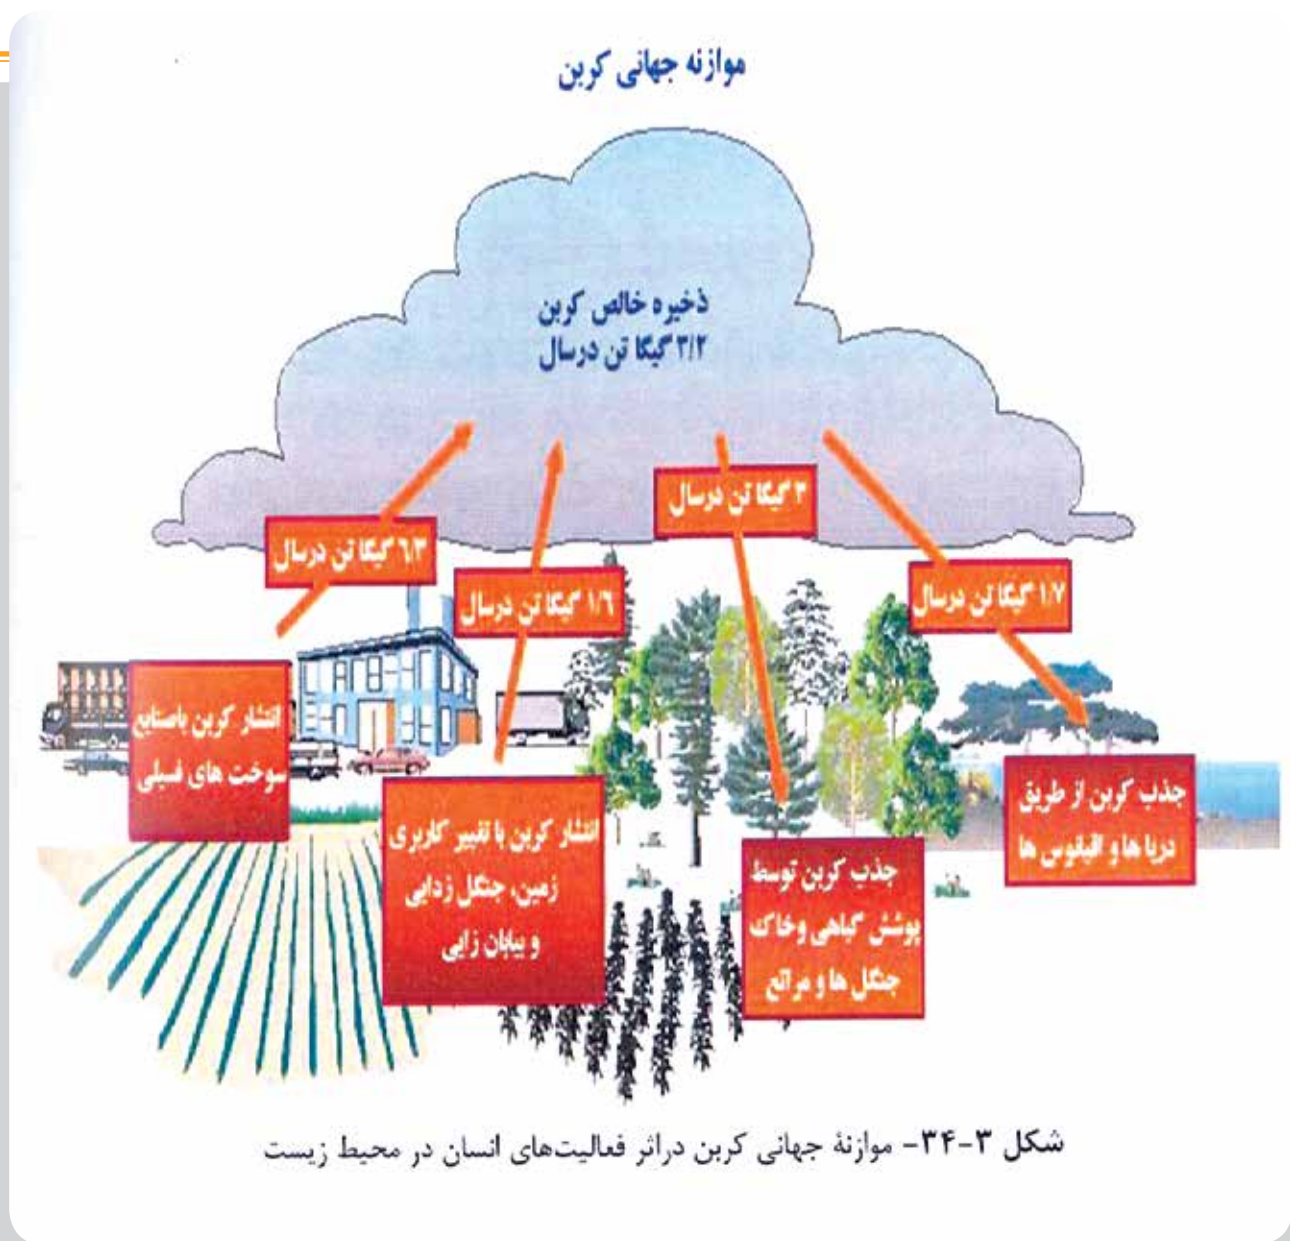 موازنه جهانی کربن
ذخیره خالص کربن
۳/۲ گیگا تن درسال
۶/۳ گیگا تن درسال
۱/۶ گیگا تن درسال
۳ گیگا تن درسال
۱/۷ گیگا تن درسال
انتشار کربن باصنایع
سوخت های فسیلی
انتشار کربن با تغییر کاربری
زمین، جنگل زدایی
و بیابان زایی
جذب کربن توسط
پوشش گیاهی وخاک
جنگل ها و مراتع
جذب کربن از طریق
دریا ها و اقیانوس ها
شکل ۳-۳۴- موازنهٔ جهانی کربن دراثر فعالیت‌های انسان در محیط زیست